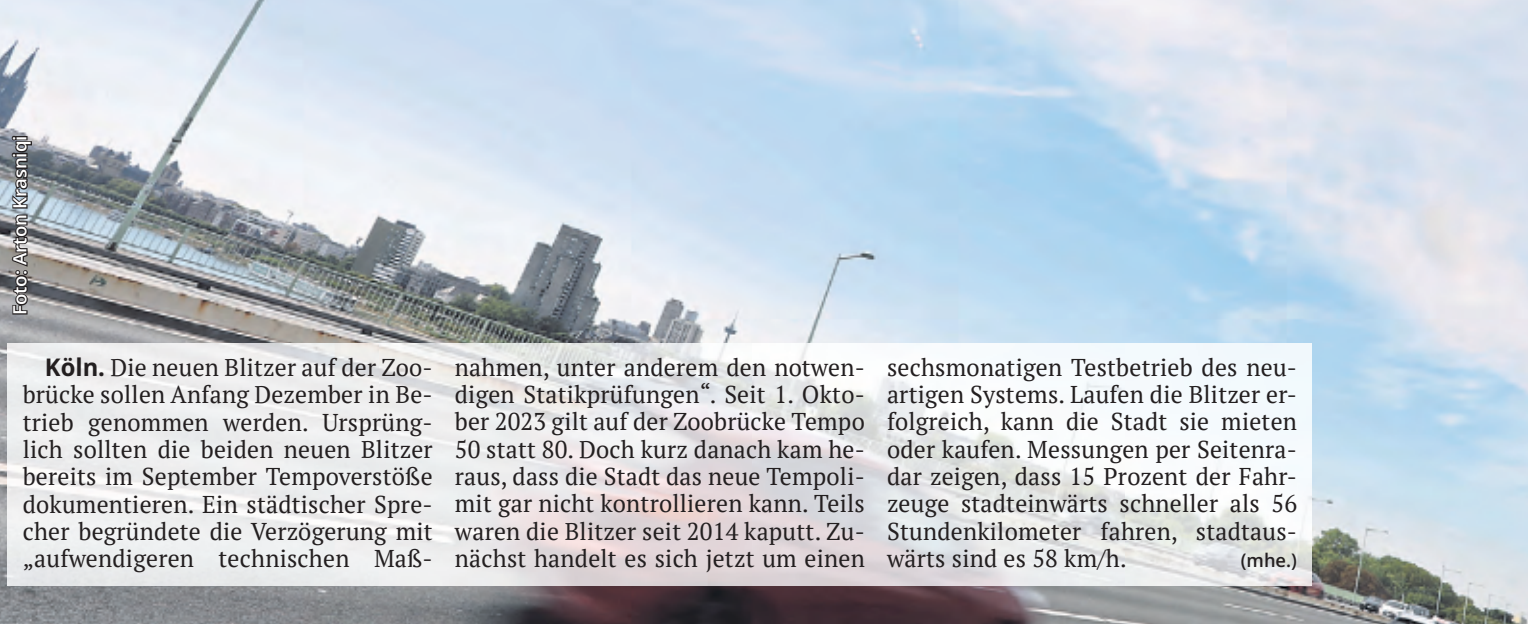 Foto: Arton Krasniqi
Köln. Die neuen Blitzer auf der Zoo-
brücke sollen Anfang Dezember in Be-
trieb genommen werden. Ursprüng-
lich sollten die beiden neuen Blitzer
bereits im September Tempoverstöße
dokumentieren. Ein städtischer Spre-
cher begründete die Verzögerung mit
„aufwendigeren technischen Maß-
nahmen, unter anderem den notwen-
digen Statikprüfungen“. Seit 1. Okto-
ber 2023 gilt auf der Zoobrücke Tempo
50 statt 80. Doch kurz danach kam he-
raus, dass die Stadt das neue Tempoli-
mit gar nicht kontrollieren kann. Teils
waren die Blitzer seit 2014 kaputt. Zu-
nächst handelt es sich jetzt um einen
sechsmonatigen Testbetrieb des neu-
artigen Systems. Laufen die Blitzer er-
folgreich, kann die Stadt sie mieten
oder kaufen. Messungen per Seitenra-
dar zeigen, dass 15 Prozent der Fahr-
zeuge stadteinwärts schneller als 56
Stundenkilometer fahren, stadtaus-
wärts sind es 58 km/h. (mhe.)